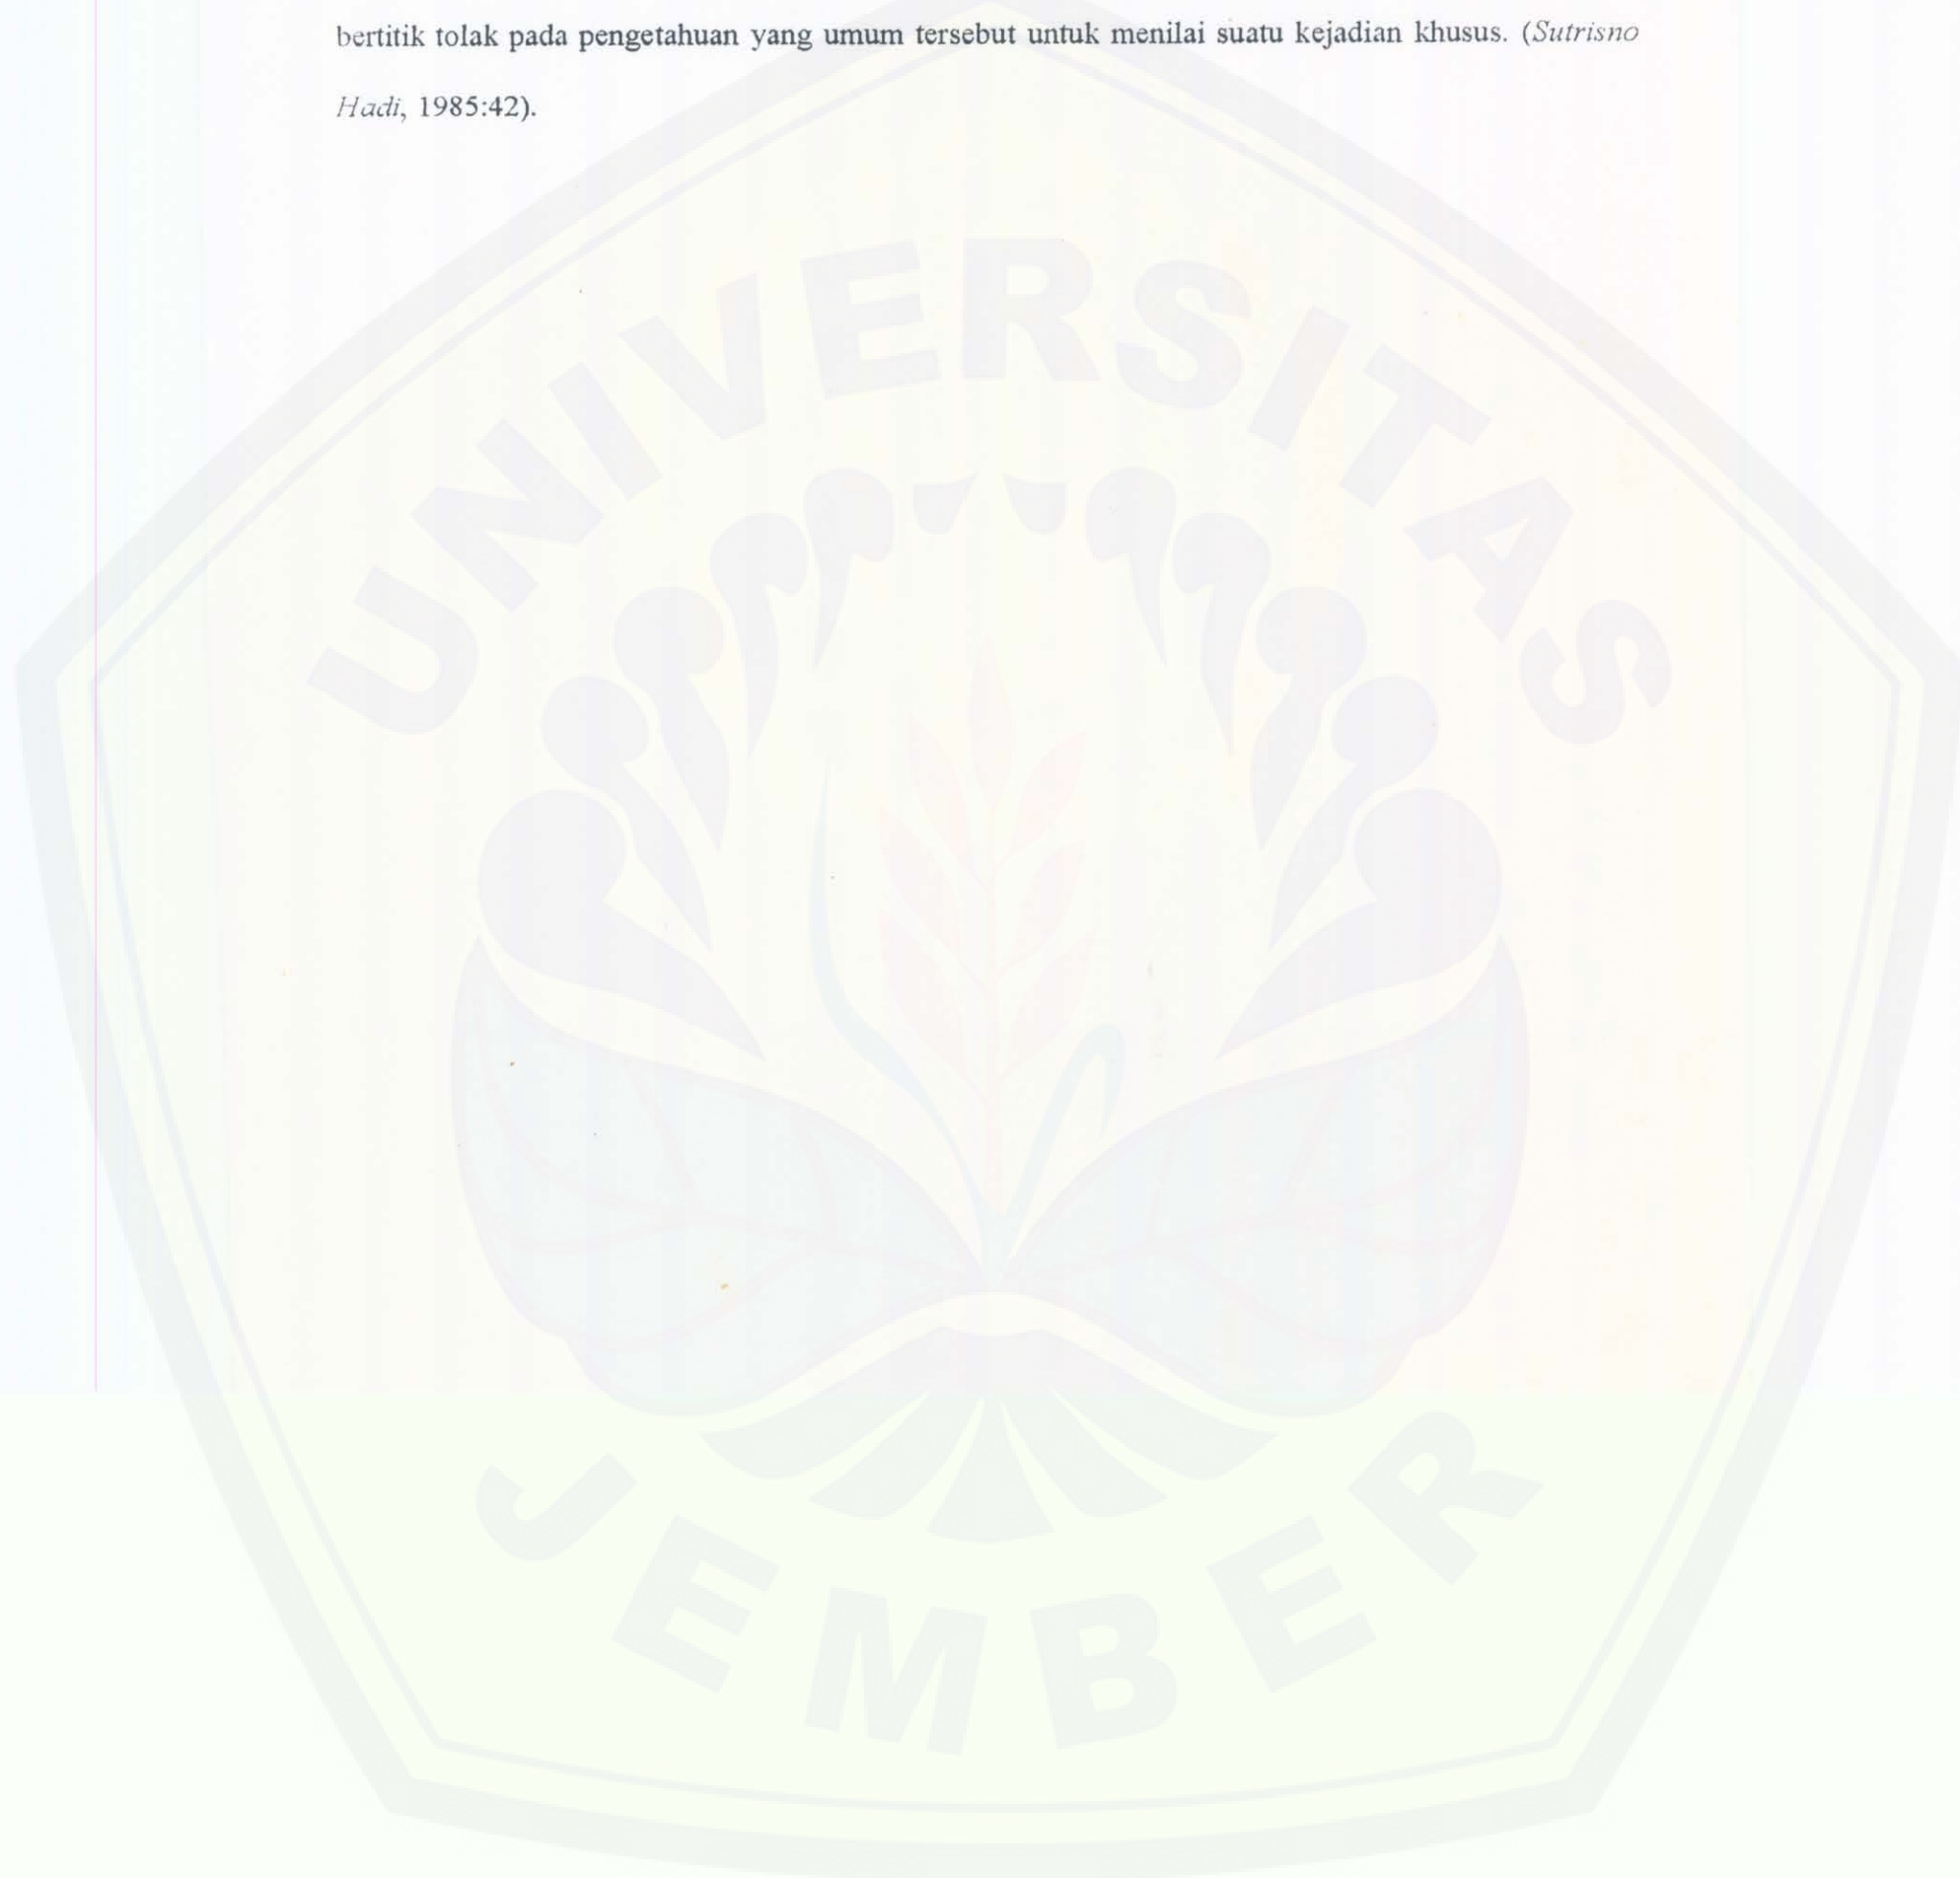 bertitik tolak pada pengetahuan yang umum tersebut untuk menilai suatu kejadian khusus. (Sutrisno
Hadi, 1985:42).
UNIVERSITAS
JEMBER